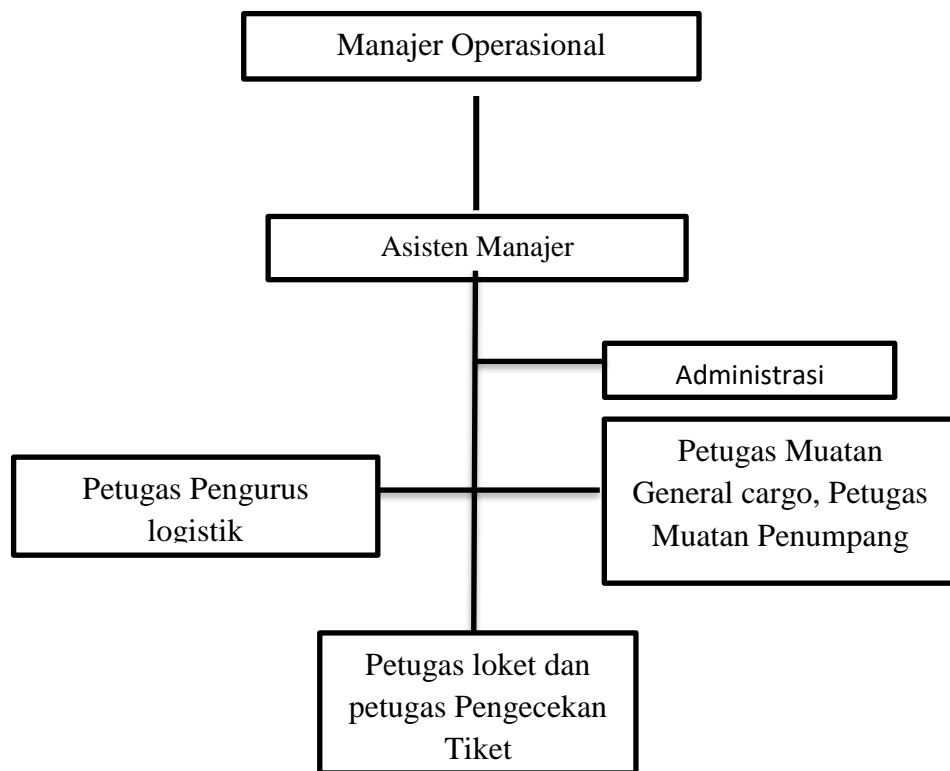 Manajer Operasional
Asisten Manajer
Administrasi
Petugas Pengurus
logistik
Petugas Muatan
General cargo, Petugas
Muatan Penumpang
Petugas loket dan
petugas Pengecekan
Tiket